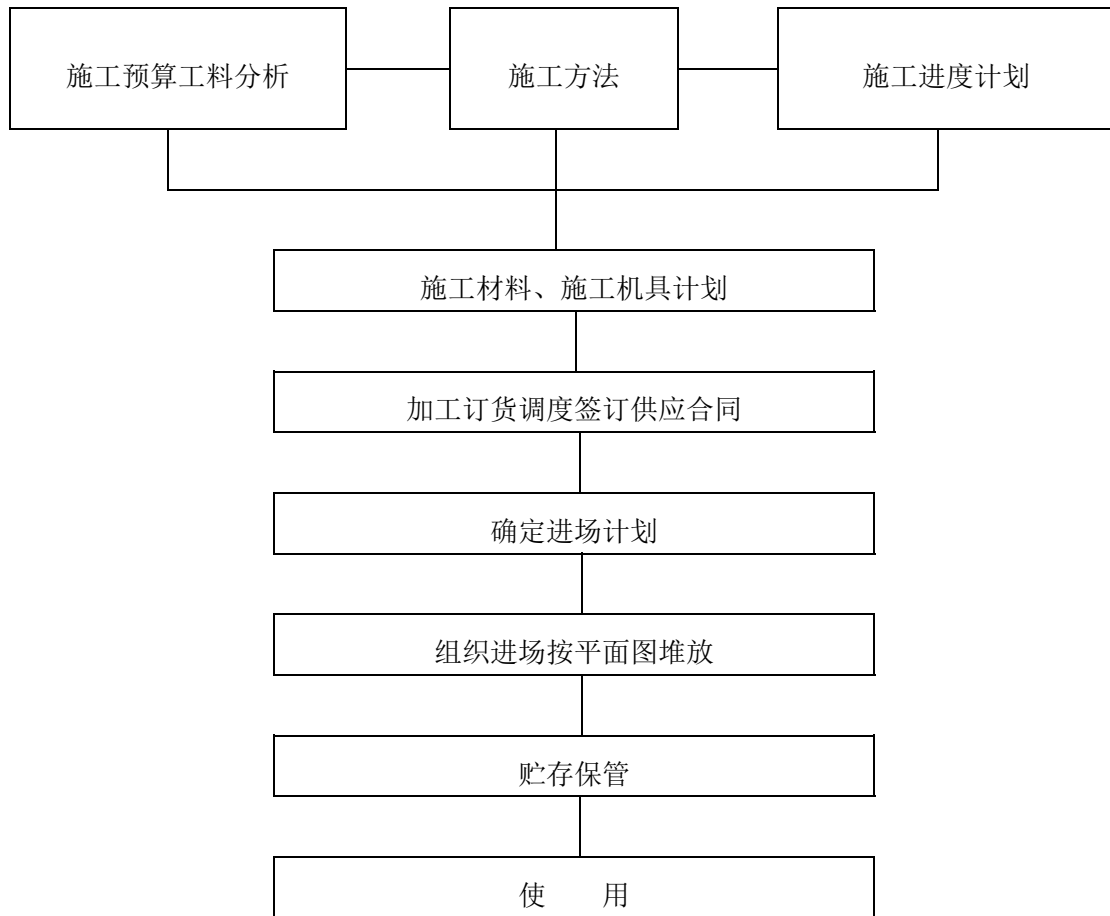 施工预算工料分析
施工方法
施工进度计划
施工材料、施工机具计划
加工订货调度签订供应合同
确定进场计划
组织进场按平面图堆放
贮存保管
使　　用